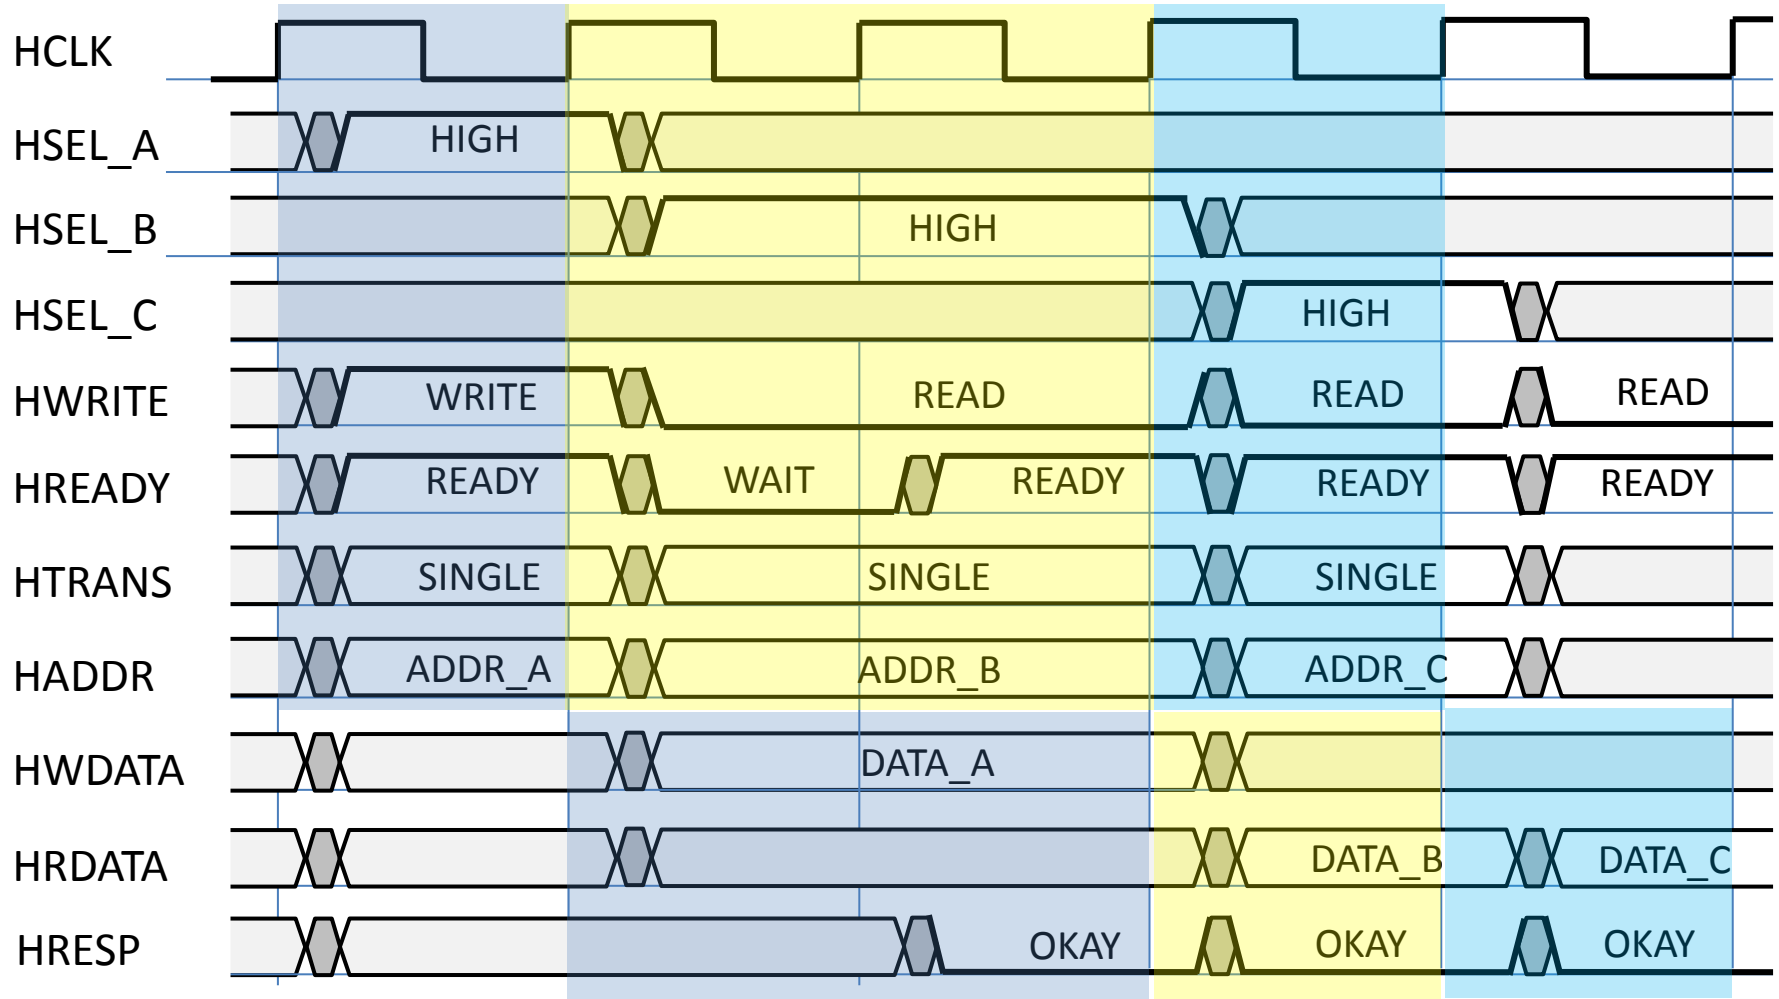 HCLK
HSEL_A HIGH
HSEL_B HIGH
HSEL_C HIGH
HWRITE WRITE READ READ READ
HREADY READY WAIT READY READY READY
HTRANS SINGLE SINGLE SINGLE
HADDR ADDR_A ADDR_B ADDR_C
HWDATA DATA_A
HRDATA DATA_B DATA_C
HRESP OKAY OKAY OKAY